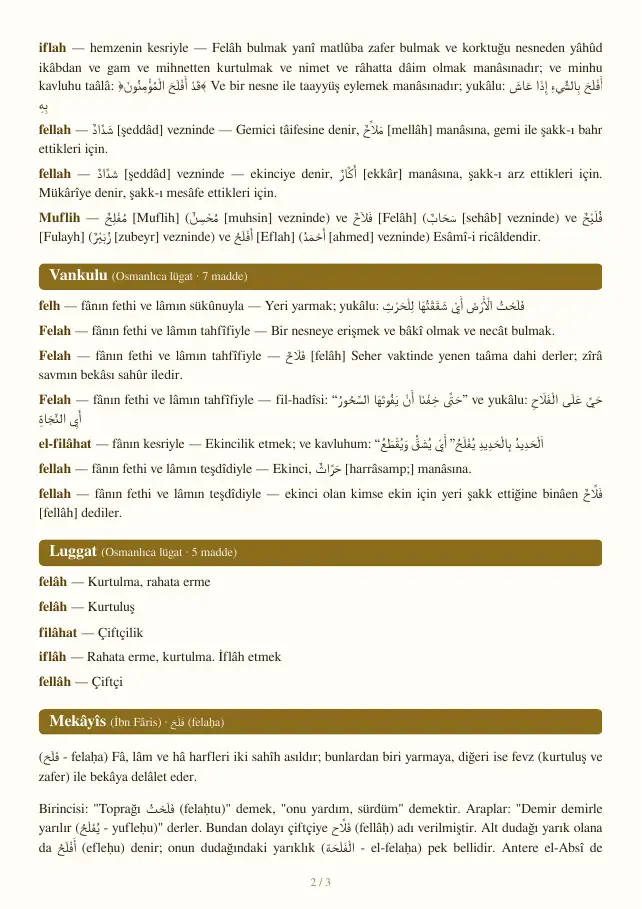 iflah — hemzenin kesriyle — Felâh bulmak yanî matlûba zafer bulmak ve korktuğu nesneden yâhûd
ikâbdan ve gam ve mihnetten kurtulmak ve nimet ve râhatta dâim olmak manâsınadır; ve minhu
kavluhu taâlâ: ﴿قَدْ أَفْلَحَ الْمُؤْمِنُونَ﴾ Ve bir nesne ile taayyüş eylemek manâsınadır; yukâlu: أَفْلَحَ بِالشَّيْءِ إِذَا عَاشَ
بِهِ
fellah — شَدَّادٌ [şeddâd] vezninde — Gemici tâifesine denir, مَلاَّحٌ [mellâh] manâsına, gemi ile şakk-ı bahr
ettikleri için.
fellah — شَدَّادٌ [şeddâd] vezninde — ekinciye denir, أَكَّارٌ [ekkâr] manâsına, şakk-ı arz ettikleri için.
Mükârîye denir, şakk-ı mesâfe ettikleri için.
Muflih — مُفْلِحٌ [Muflih] (مُحْسِنٌ [muhsin] vezninde) ve فَلاَحٌ [Felâh] (سَحَابٌ [sehâb] vezninde) ve فُلَيْحٌ
[Fulayh] (زُبَيْرٌ [zubeyr] vezninde) ve أَفْلَحُ [Eflah] (أَحْمَدُ [ahmed] vezninde) Esâmî-i ricâldendir.
Vankulu (Osmanlıca lügat · 7 madde)
felh — fânın fethi ve lâmın sükûnuyla — Yeri yarmak; yukâlu: فَلَحْتُ الْأَرْضَ أَيْ شَقَقْتُهَا لِلْحَرْثِ
Felah — fânın fethi ve lâmın tahfîfiyle — Bir nesneye erişmek ve bâkî olmak ve necât bulmak.
Felah — fânın fethi ve lâmın tahfîfiyle — فَلَاحٌ [felâh] Seher vaktinde yenen taâma dahi derler; zîrâ
savmın bekâsı sahûr iledir.
Felah — fânın fethi ve lâmın tahfîfiyle — fil-hadîsi: “حَتَّى خِفْنَا أَنْ يَفُوتَهَا السَّحُورُ” ve yukâlu: حَيَّ عَلَى الْفَلَاحِ
أَيِ النَّجَاةِ
el-filâhat — fânın kesriyle — Ekincilik etmek; ve kavluhum: “اَلْحَدِيدُ بِالْحَدِيدِ يُفْلَحُ” أَيْ يُشَقُّ وَيُقْطَعُ
fellah — fânın fethi ve lâmın teşdîdiyle — Ekinci, حَرَّاثٌ [harrâsamp;] manâsına.
fellah — fânın fethi ve lâmın teşdîdiyle — ekinci olan kimse ekin için yeri şakk ettiğine binâen فَلَّاحٌ
[fellâh] dediler.
Luggat (Osmanlıca lügat · 5 madde)
felâh — Kurtulma, rahata erme
felâh — Kurtuluş
filâhat — Çiftçilik
iflâh — Rahata erme, kurtulma. İflâh etmek
fellâh — Çiftçi
Mekâyîs (İbn Fâris) · فَلَحَ (felaḥa)
(فَلَحَ - felaḥa) Fâ, lâm ve hâ harfleri iki sahîh asıldır; bunlardan biri yarmaya, diğeri ise fevz (kurtuluş ve
zafer) ile bekāya delâlet eder.
Birincisi: "Toprağı فَلَحْتُ (felaḥtu)" demek, "onu yardım, sürdüm" demektir. Araplar: "Demir demirle
yarılır (يُفْلَحُ - yufleḥu)" derler. Bundan dolayı çiftçiye فَلَّاح (fellâḥ) adı verilmiştir. Alt dudağı yarık olana
da أَفْلَحُ (efleḥu) denir; onun dudağındaki yarıklık (الْفَلَحَة - el-felaḥa) pek bellidir. Antere el-Absî de
2 / 3